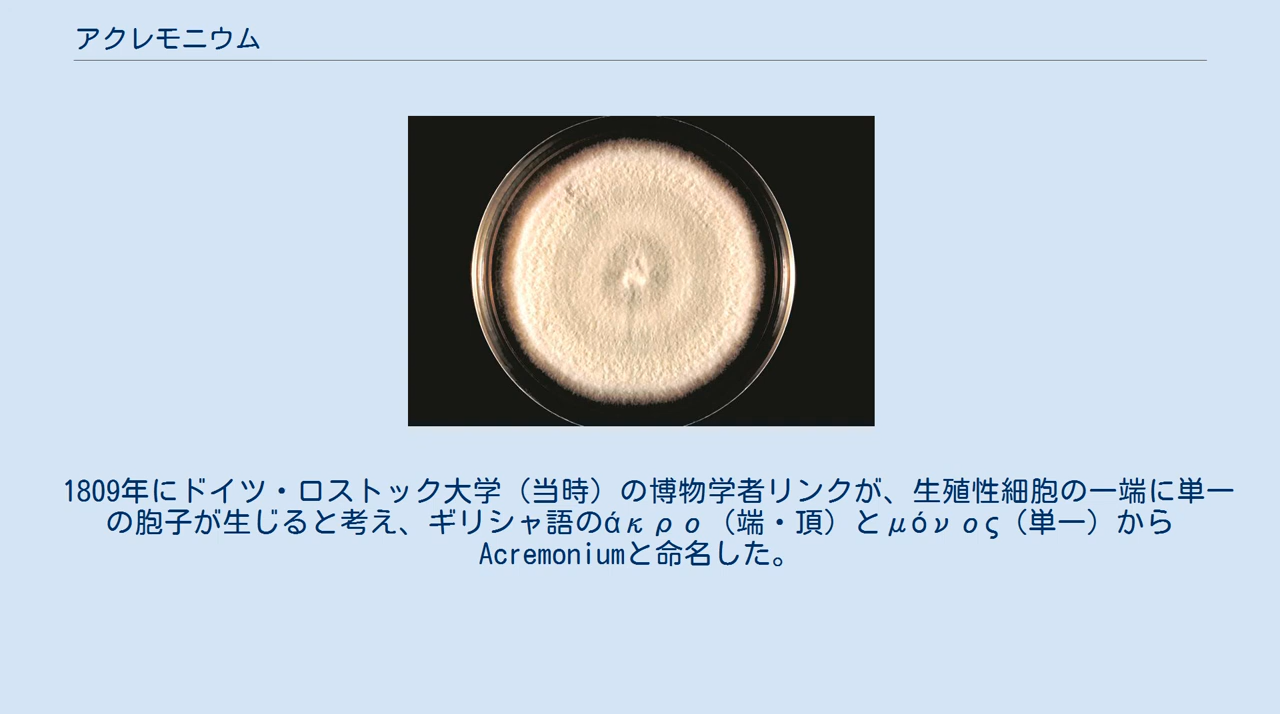 アクレモニウム
1809年にドイツ・ロストック大学（当時）の博物学者リンクが、生殖性細胞の一端に単一
の胞子が生じると考え、ギリシャ語のάκρο（端・頂）とμόνος（単一）から
Acremoniumと命名した。